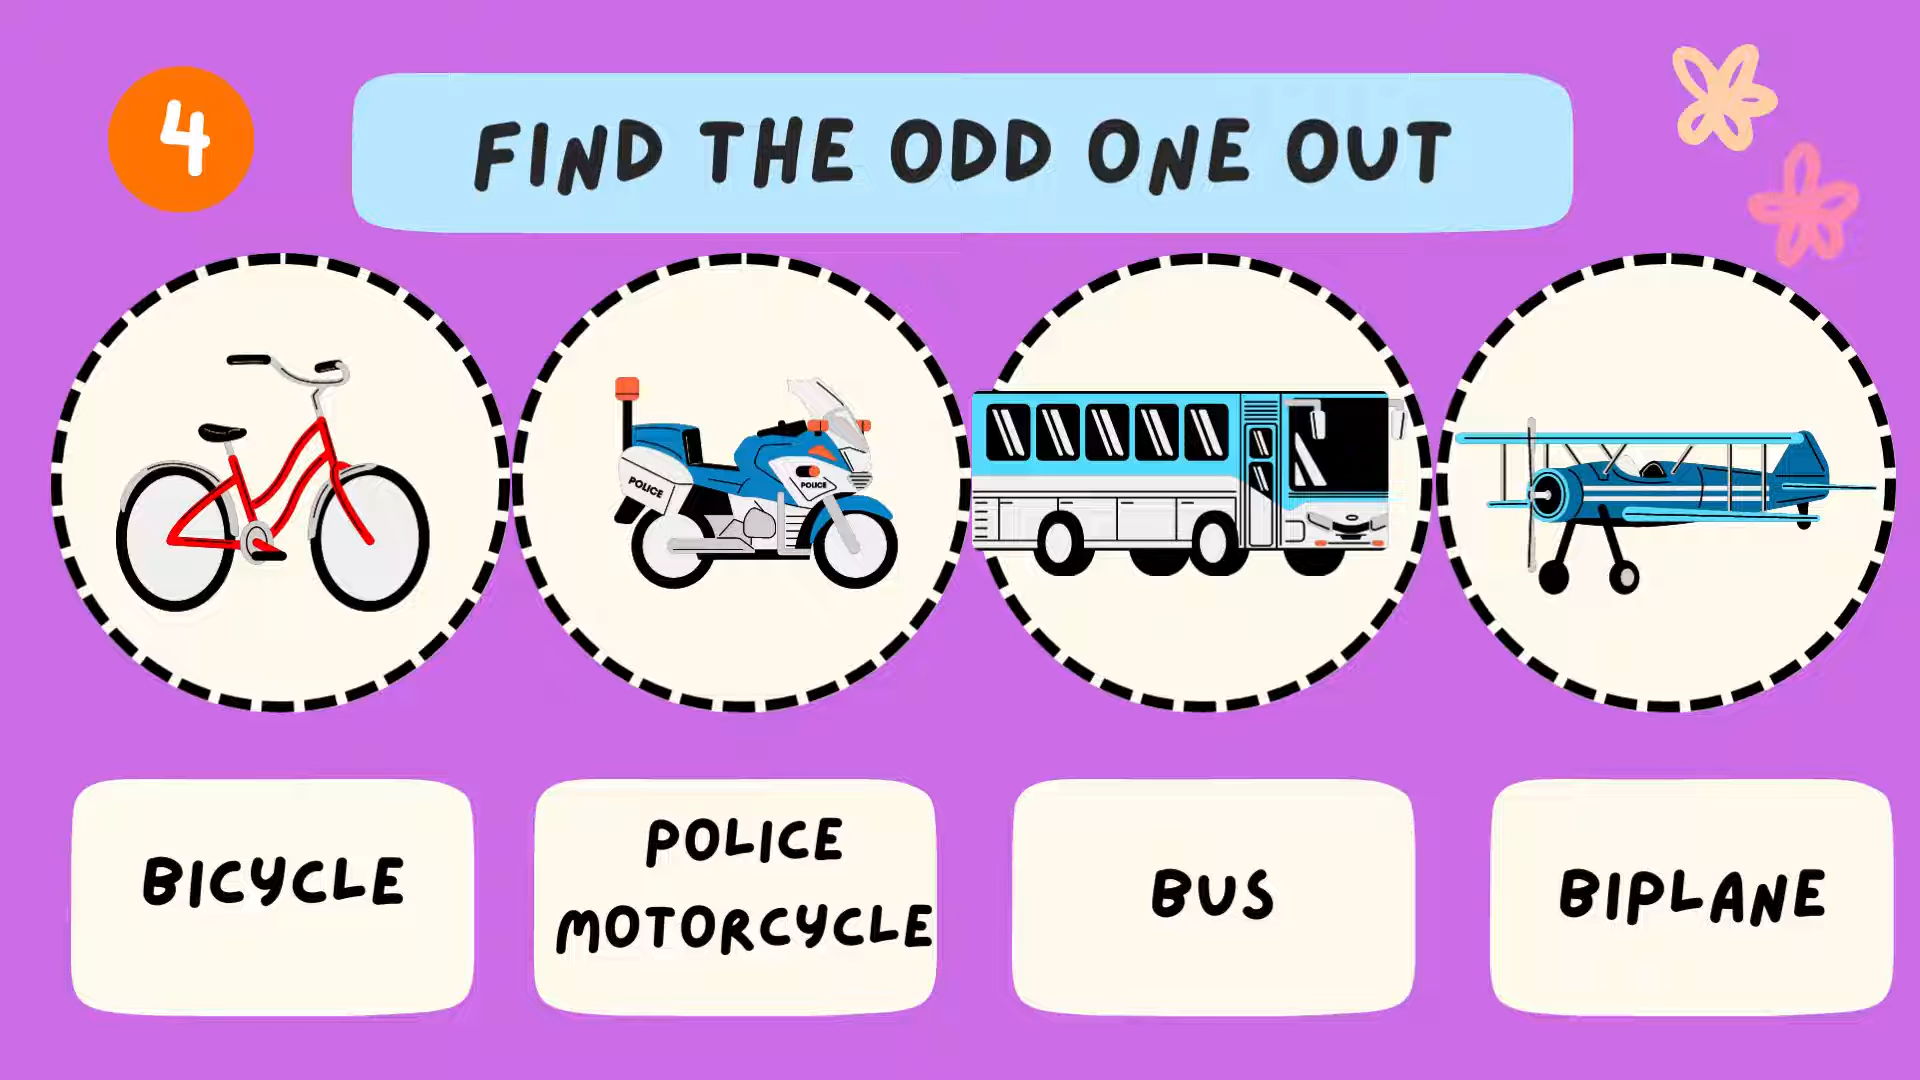 4
FIND THE ODD ONE OUT
POLICE
POLICE
BICYCLE
POLICE
MOTORCYCLE
BUS
BIPLANE